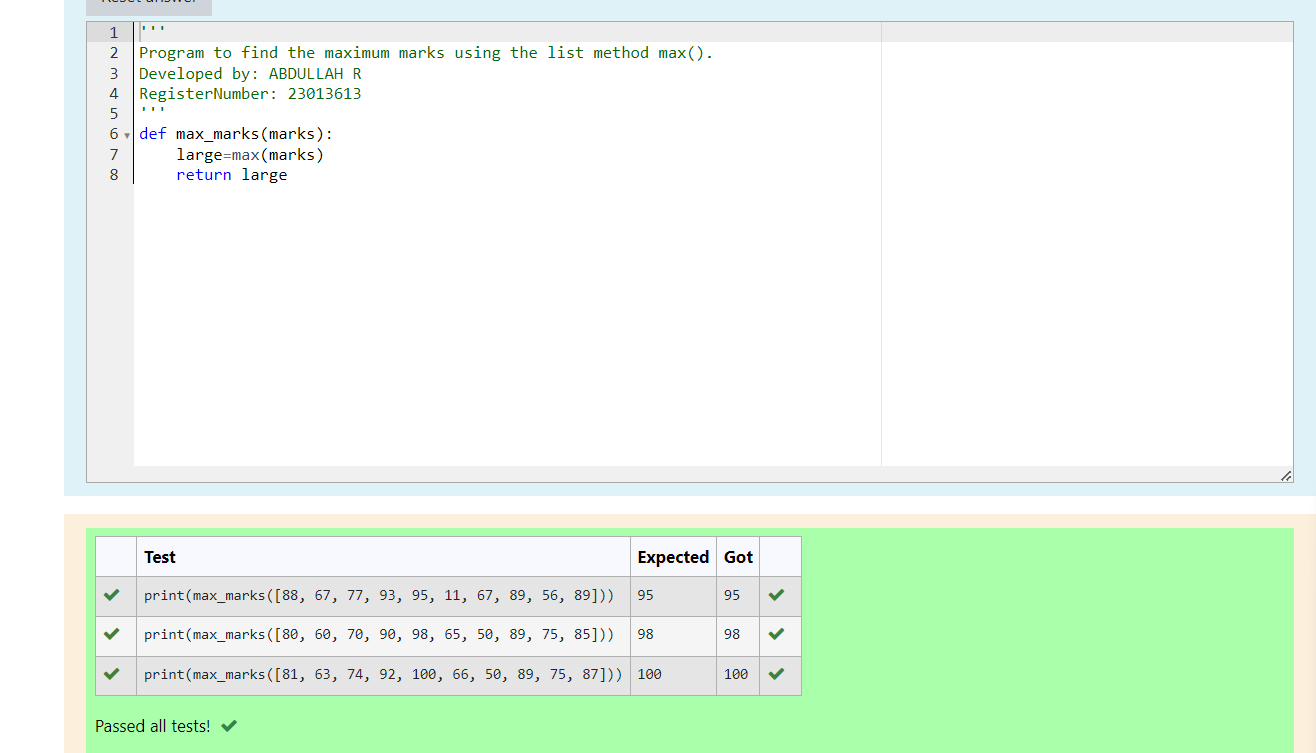 Reset answer
1 '''
2 Program to find the maximum marks using the list method max().
3 Developed by: ABDULLAH R
4 RegisterNumber: 23013613
5 '''
6 def max_marks(marks):
7     large=max(marks)
8     return large
Test Expected Got
print(max_marks([88, 67, 77, 93, 95, 11, 67, 89, 56, 89])) 95 95
print(max_marks([80, 60, 70, 90, 98, 65, 50, 89, 75, 85])) 98 98
print(max_marks([81, 63, 74, 92, 100, 66, 50, 89, 75, 87])) 100 100
Passed all tests!